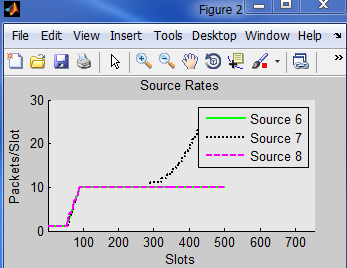 Figure 2
File Edit View Insert Tools Desktop Window Help
Source Rates
Packets/Slot
30
20
10
0
Source 6
Source 7
Source 8
100 200 300 400 500 600 700
Slots